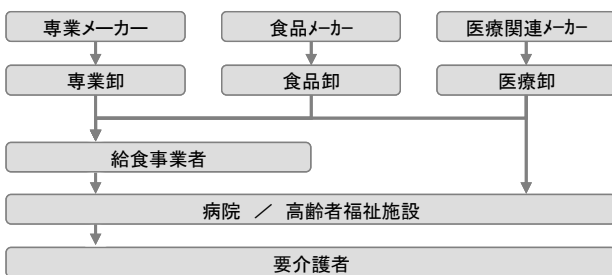 専業メーカー
食品ﾒｰｶｰ
医療関連ﾒｰｶｰ
専業卸
食品卸
医療卸
給食事業者
病院 ／ 高齢者福祉施設
要介護者